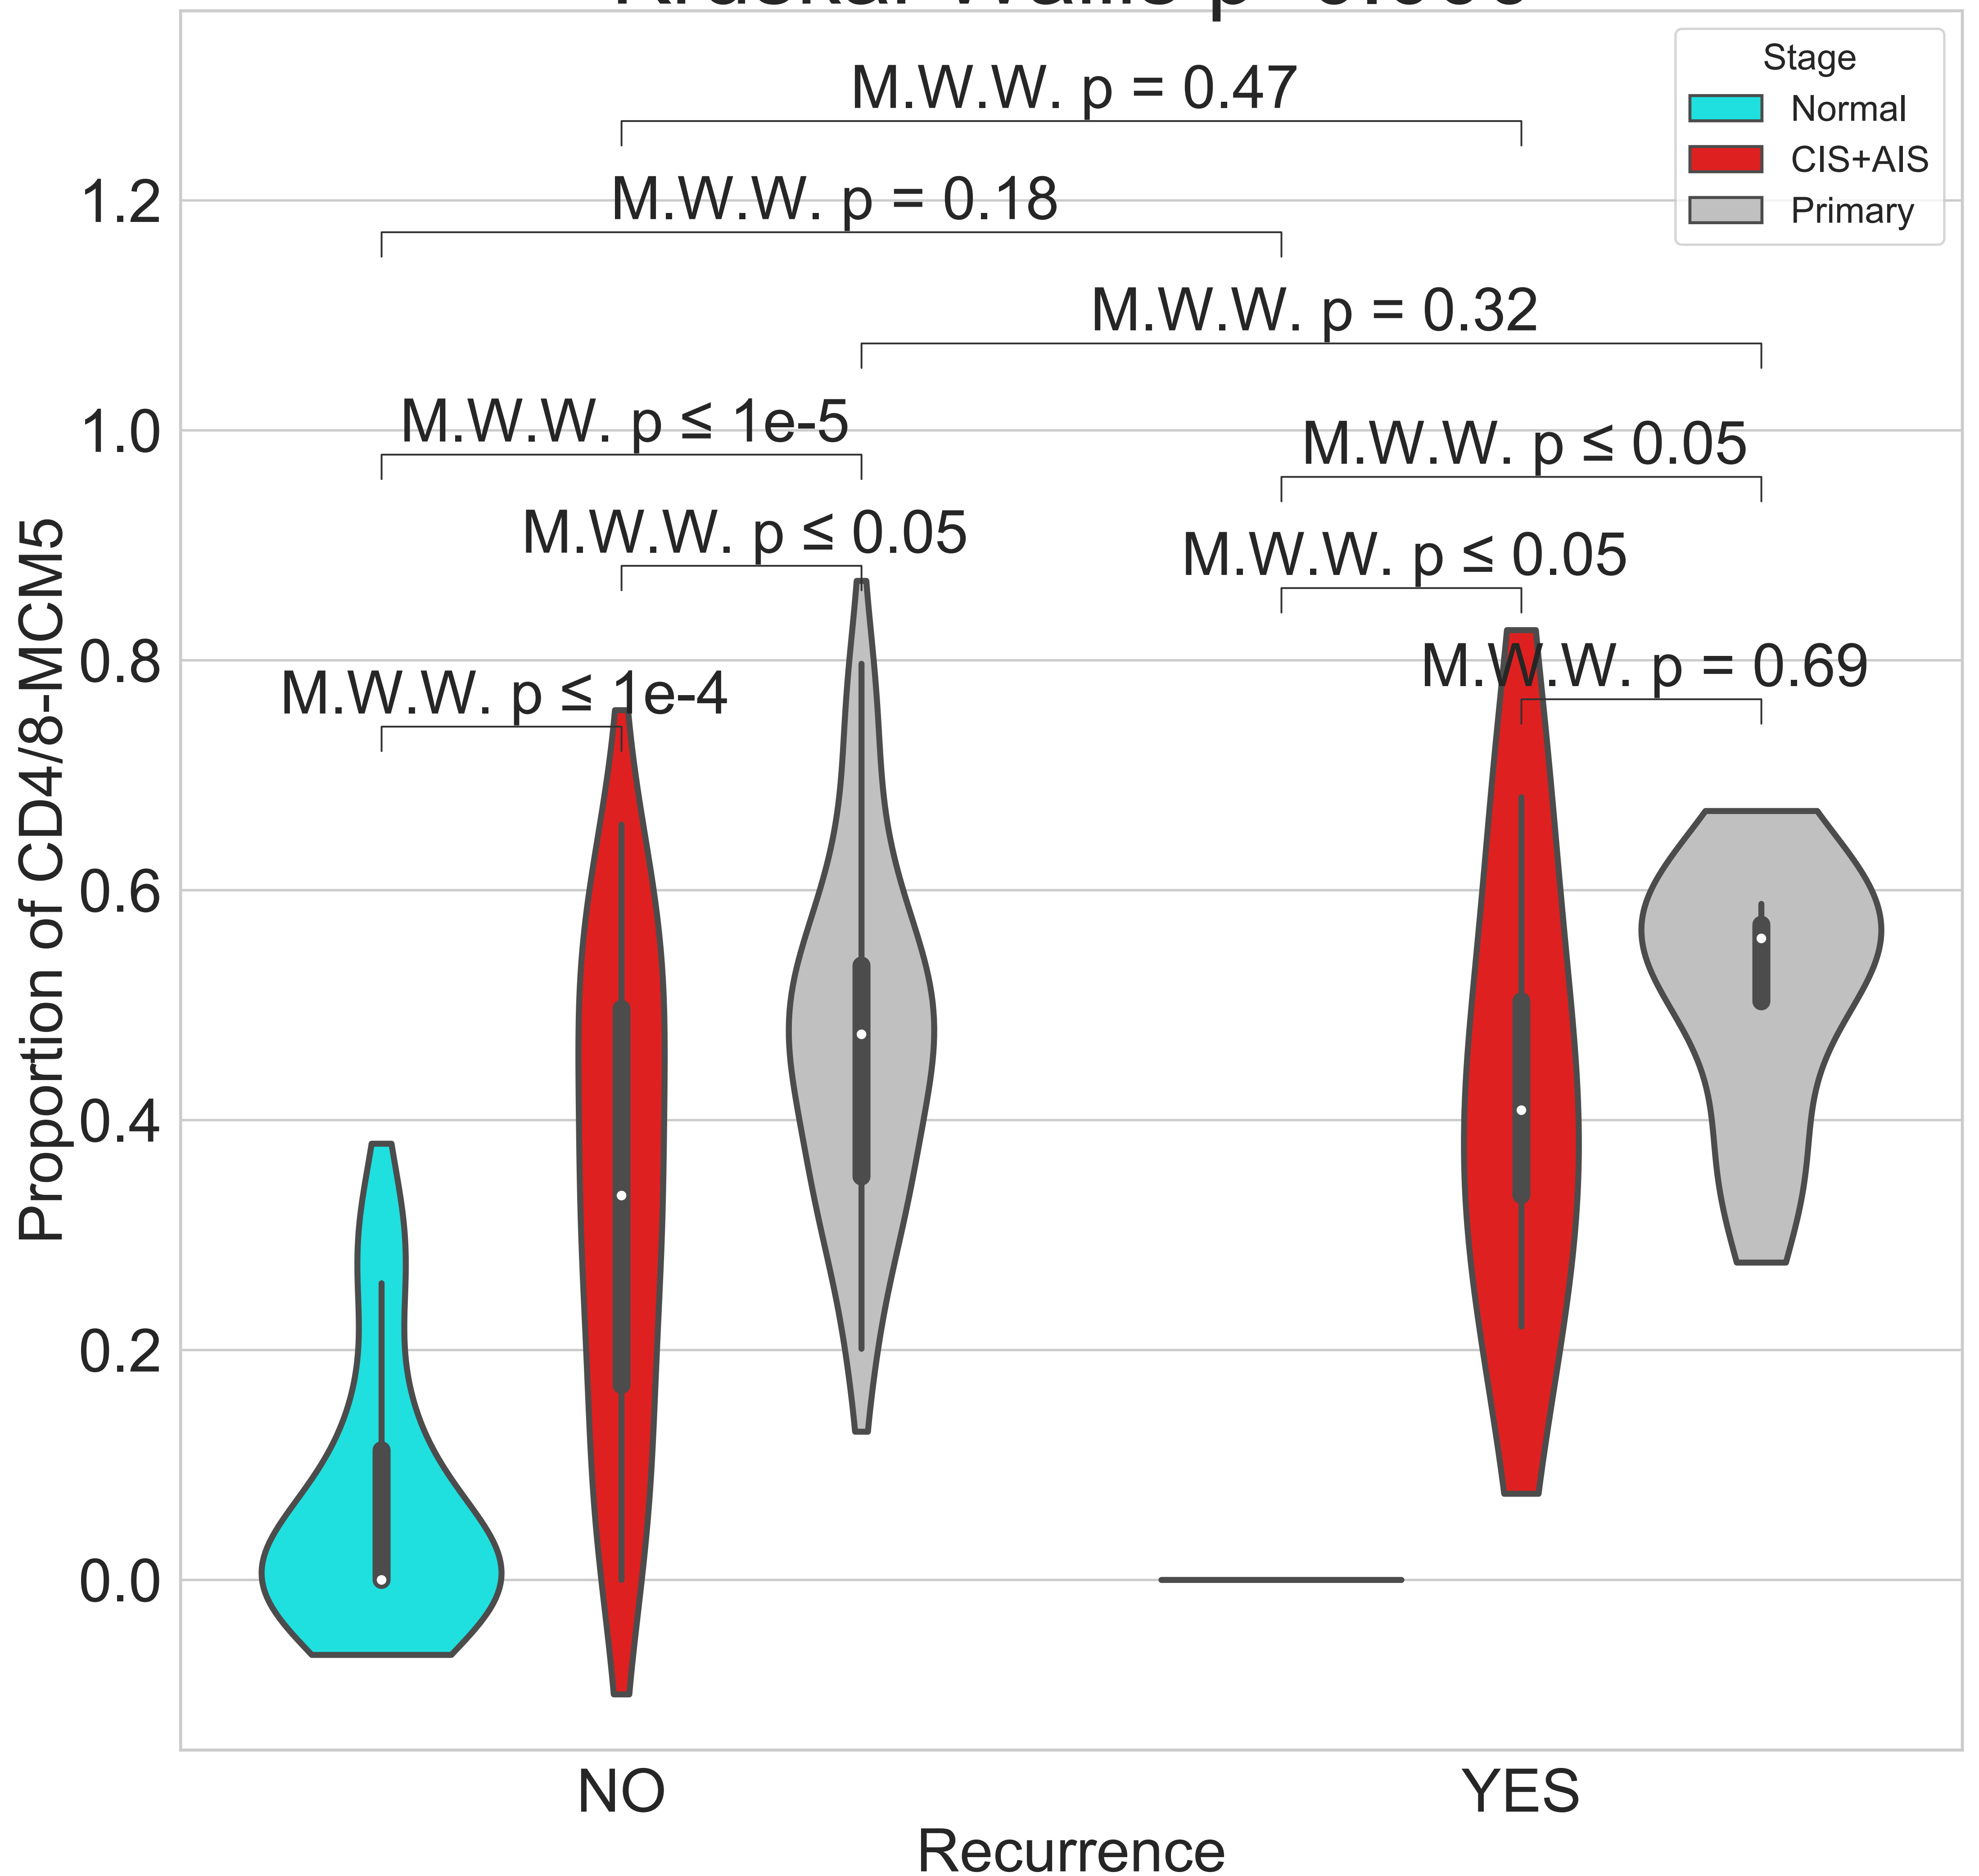 Stage
Normal
CIS+AIS
Primary
M.W.W. p = 0.47
M.W.W. p = 0.18
M.W.W. p = 0.32
M.W.W. p ≤ 1e-5
M.W.W. p ≤ 0.05
M.W.W. p ≤ 0.05
M.W.W. p ≤ 0.05
M.W.W. p = 0.69
M.W.W. p ≤ 1e-4
Proportion of CD4/8-MCM5
1.2
1.0
0.8
0.6
0.4
0.2
0.0
NO
YES
Recurrence